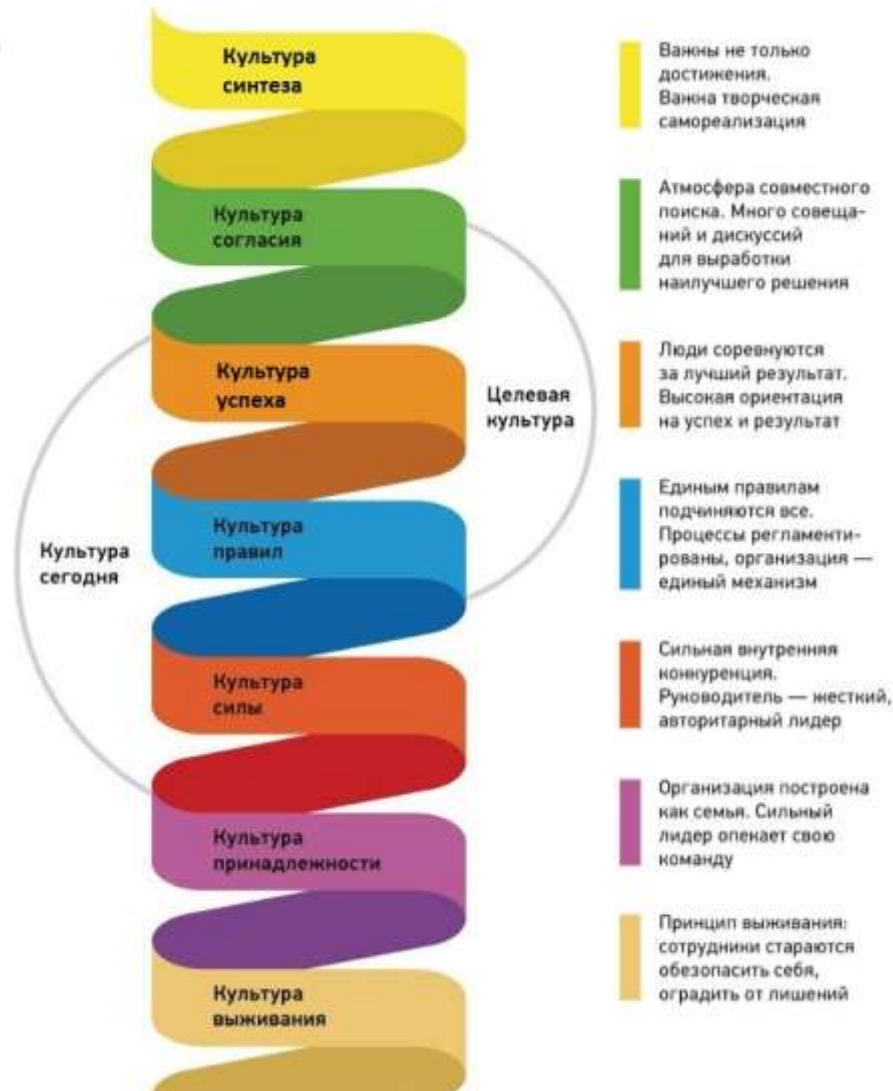 Культура
синтеза
Важны не только
достижения.
Важна творческая
самореализация
Культура
согласия
Атмосфера совместного
поиска. Много совеща-
ний и дискуссий
для выработки
наилучшего решения
Культура
успеха
Целевая
культура
Люди соревнуются
за лучший результат.
Высокая ориентация
на успех и результат
Культура
сегодня
Культура
правил
Единым правилам
подчиняются все.
Процессы регламенти-
рованы, организация —
единый механизм
Культура
силы
Сильная внутренняя
конкуренция.
Руководитель — жесткий,
авторитарный лидер
Культура
принадлежности
Организация построена
как семья. Сильный
лидер опекает свою
команду
Культура
выживания
Принцип выживания:
сотрудники стараются
обезопасить себя,
оградить от лишений